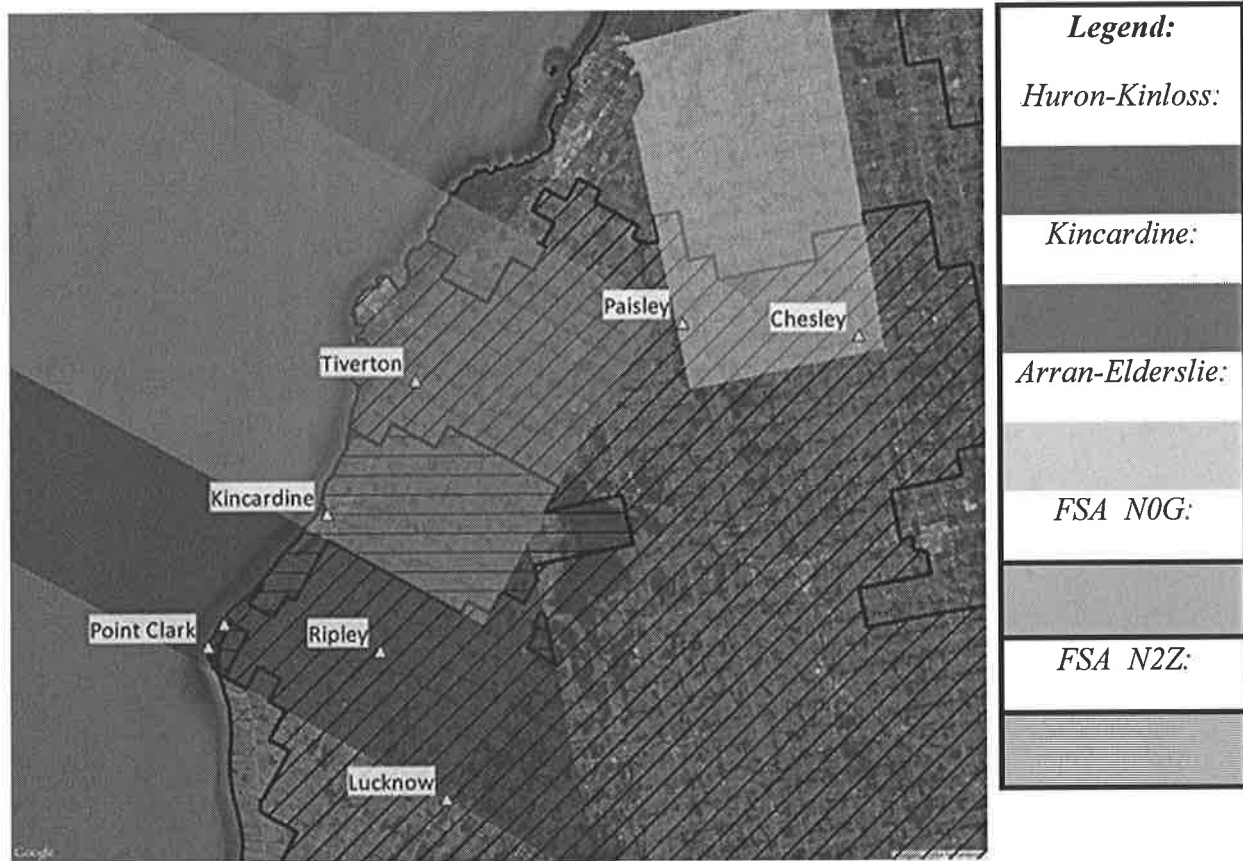 Paisley
Chesley
Tiverton
Kincardine
Point Clark
Ripley
Lucknow
Google
Legend:
Huron-Kinloss:
Kincardine:
Arran-Elderslie:
FSA N0G:
FSA N2Z: